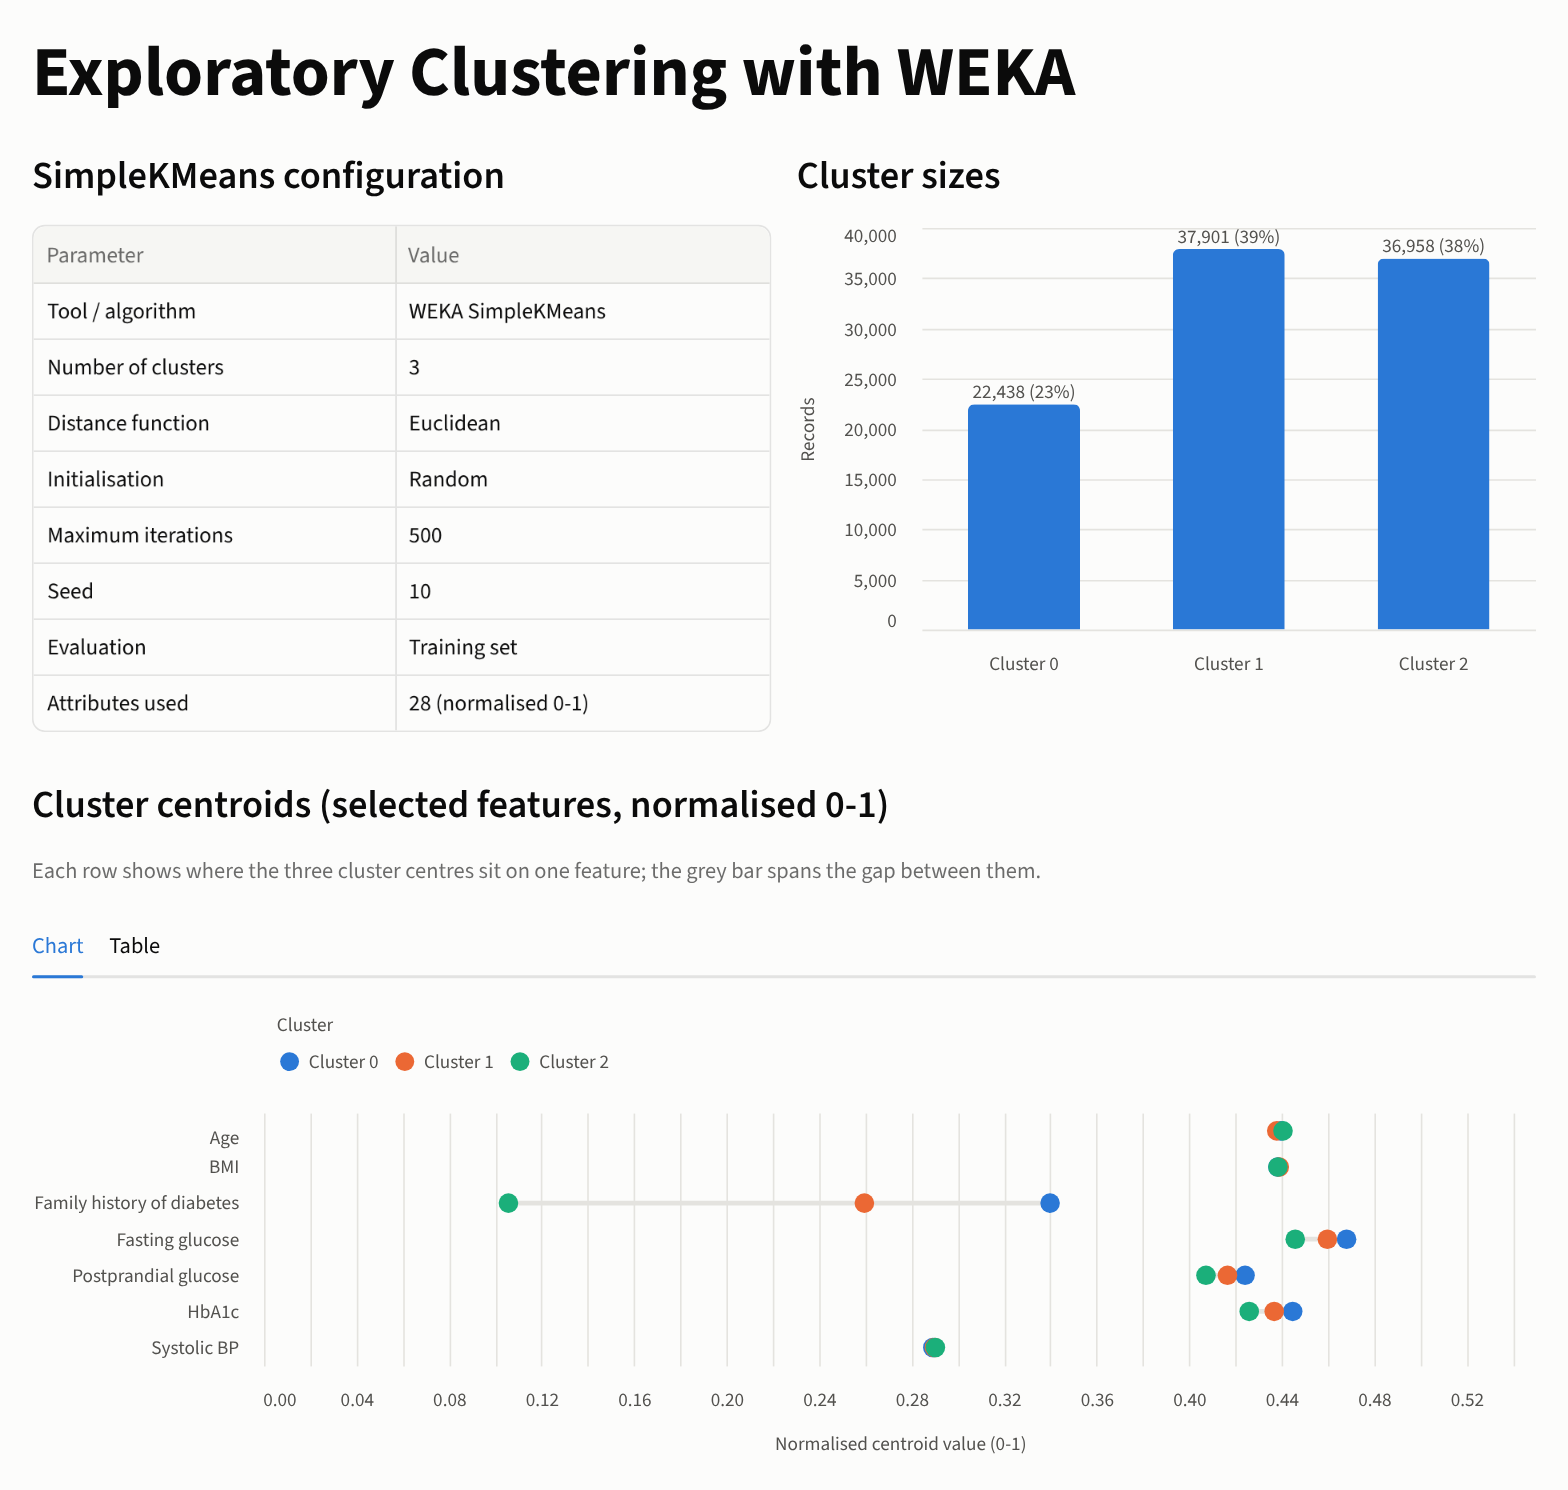 Exploratory Clustering with WEKA
SimpleKMeans configuration
Parameter Value
Tool / algorithm WEKA SimpleKMeans
Number of clusters 3
Distance function Euclidean
Initialisation Random
Maximum iterations 500
Seed 10
Evaluation Training set
Attributes used 28 (normalised 0-1)
Cluster sizes
Records
40,000
35,000
30,000
25,000
20,000
15,000
10,000
5,000
0
22,438 (23%)
37,901 (39%)
36,958 (38%)
Cluster 0 Cluster 1 Cluster 2
Cluster centroids (selected features, normalised 0-1)
Each row shows where the three cluster centres sit on one feature; the grey bar spans the gap between them.
Chart Table
Cluster
Cluster 0 Cluster 1 Cluster 2
Age
BMI
Family history of diabetes
Fasting glucose
Postprandial glucose
HbA1c
Systolic BP
0.00 0.04 0.08 0.12 0.16 0.20 0.24 0.28 0.32 0.36 0.40 0.44 0.48 0.52
Normalised centroid value (0-1)